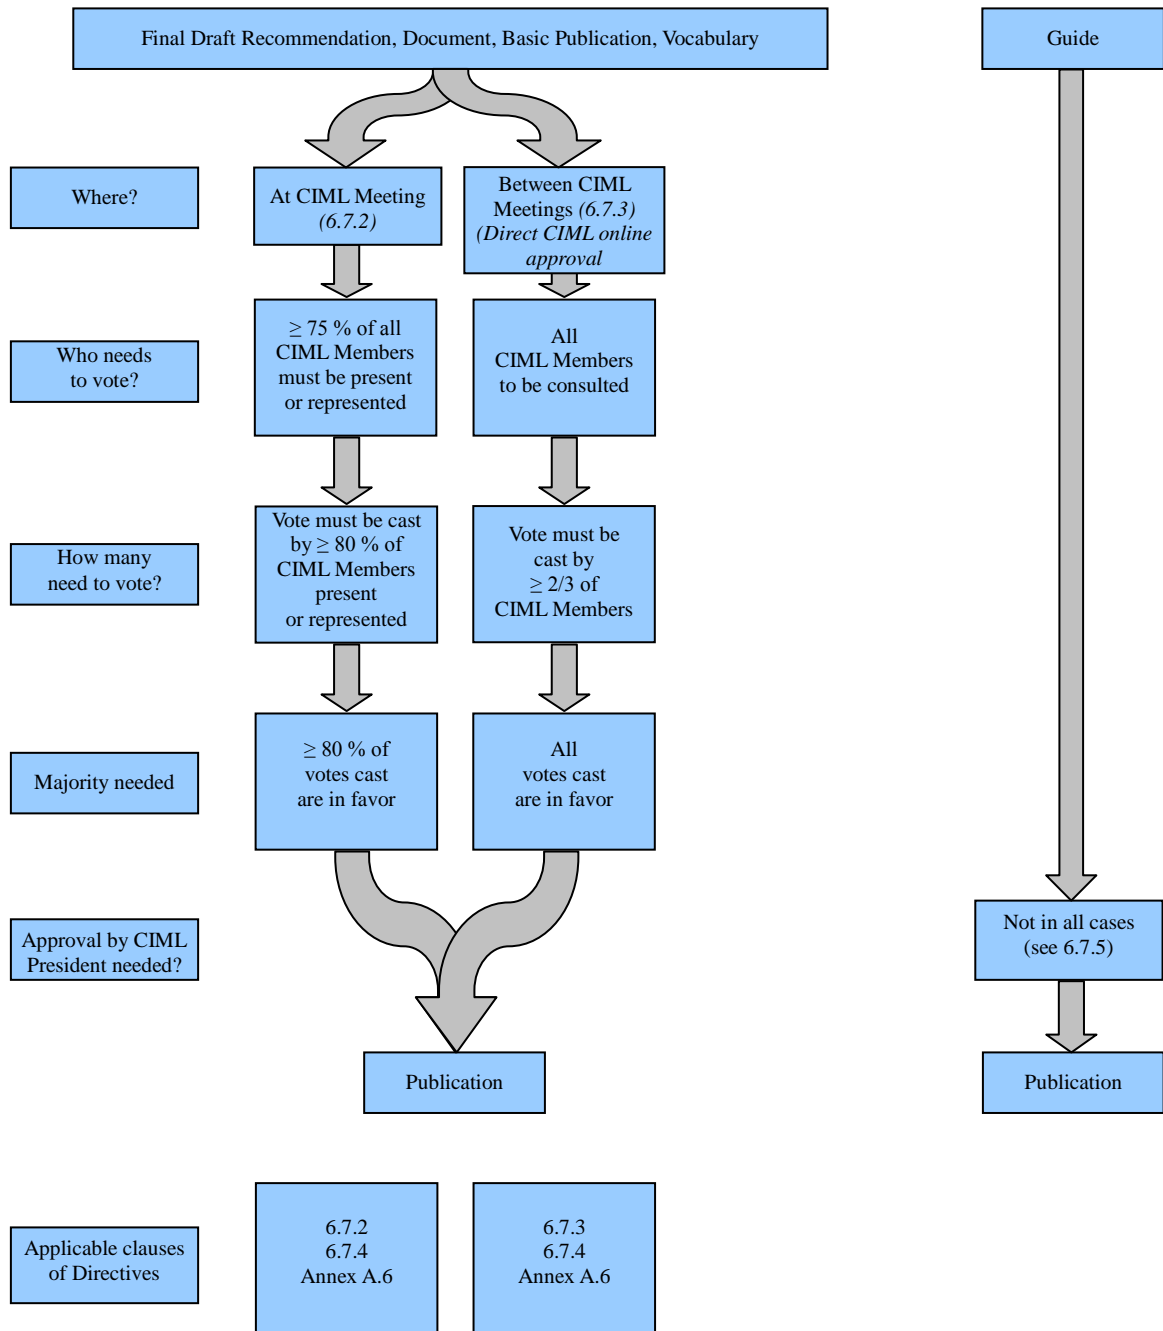 Final Draft Recommendation, Document, Basic Publication, Vocabulary
Guide
Where?
At CIML Meeting
(6.7.2)
Between CIML
Meetings (6.7.3)
(Direct CIML online
approval
Who needs
to vote?
≥ 75 % of all
CIML Members
must be present
or represented
All
CIML Members
to be consulted
How many
need to vote?
Vote must be cast
by ≥ 80 % of
CIML Members
present
or represented
Vote must be
cast by
≥ 2/3 of
CIML Members
Majority needed
≥ 80 % of
votes cast
are in favor
All
votes cast
are in favor
Approval by CIML
President needed?
Not in all cases
(see 6.7.5)
Publication
Publication
Applicable clauses
of Directives
6.7.2
6.7.4
Annex A.6
6.7.3
6.7.4
Annex A.6